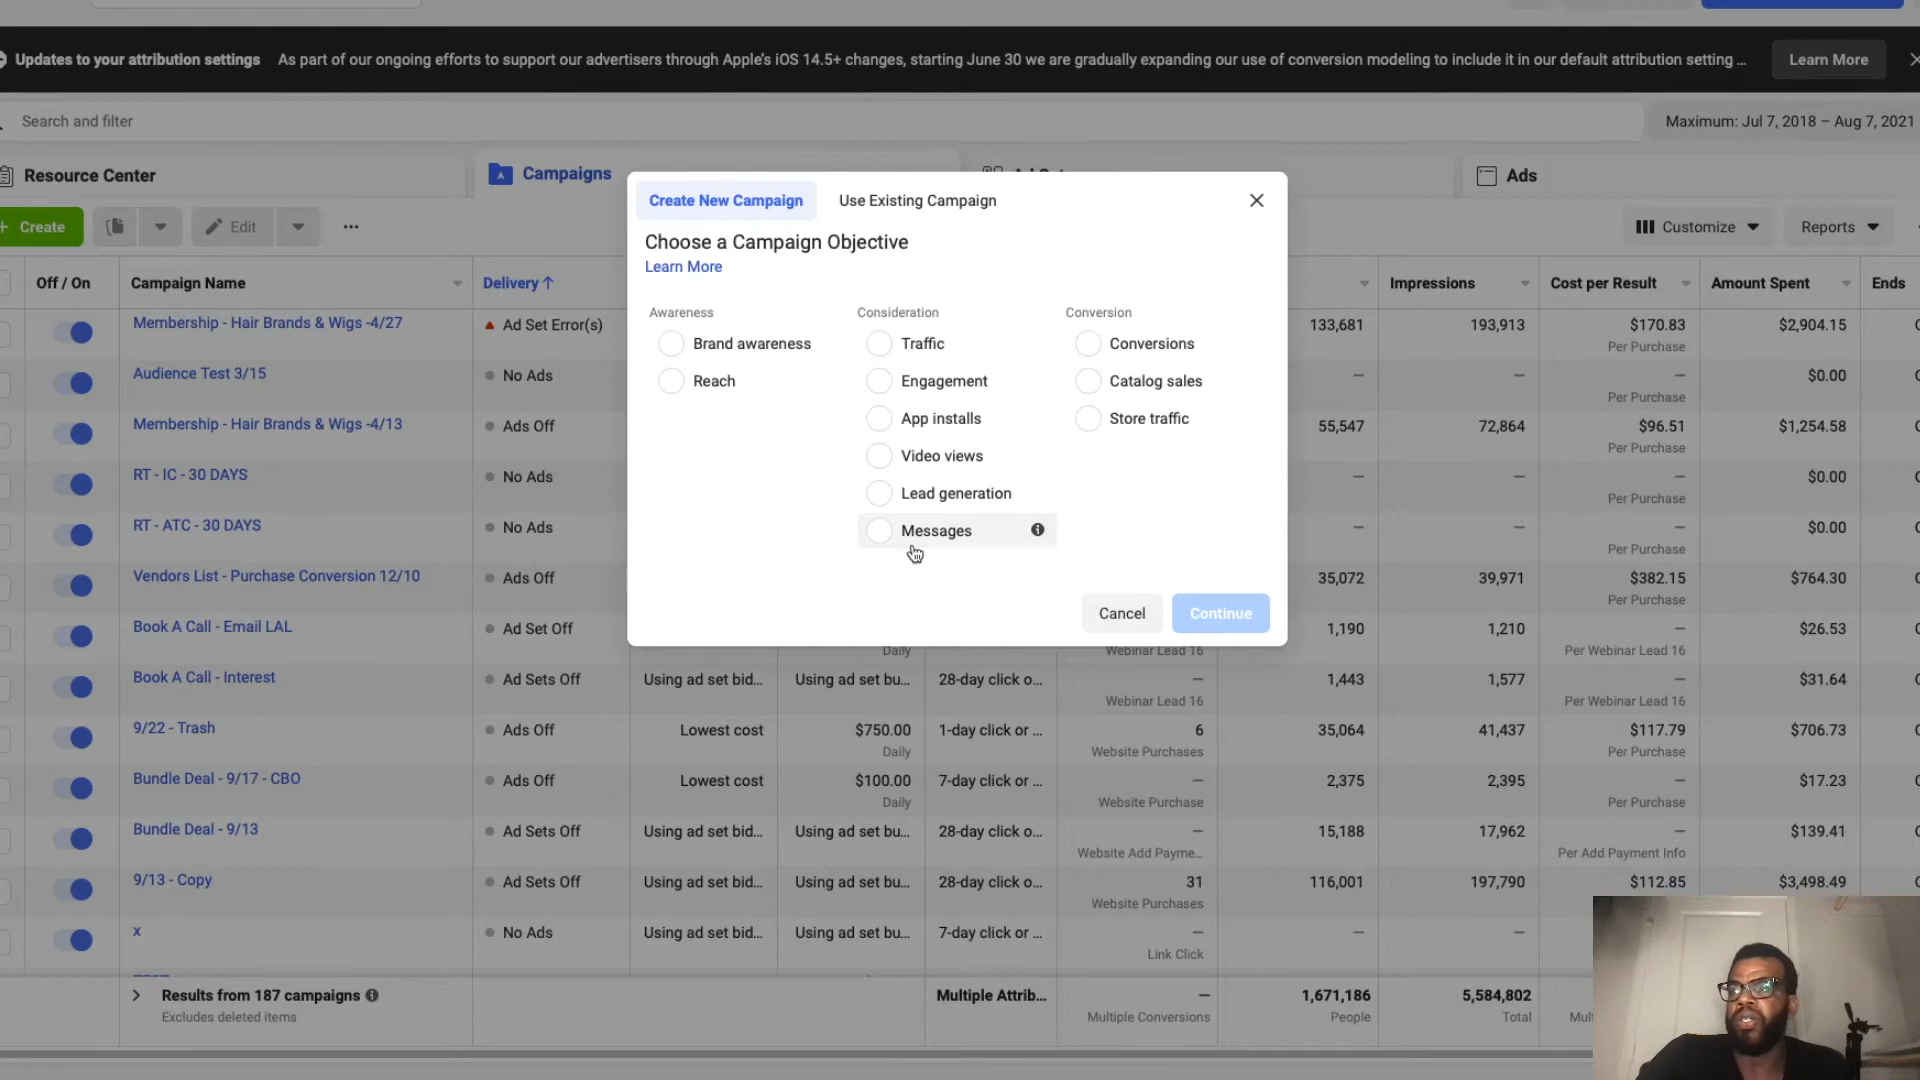 Updates to your attribution settings As part of our ongoing efforts to support our advertisers through Apple's iOS 14.5+ changes, starting June 30 we are gradually expanding our use of conversion modeling to include it in our default attribution setting ... Learn More
Search and filter Maximum: Jul 7, 2018 – Aug 7, 2021
Resource Center Campaigns Ads
+ Create Edit ... Customize Reports
Create New Campaign Use Existing Campaign
Choose a Campaign Objective
Learn More
Awareness Consideration Conversion
Brand awareness Traffic Conversions
Reach Engagement Catalog sales
App installs Store traffic
Video views
Lead generation
Messages
Cancel Continue
Off / On Campaign Name Delivery ↑ Impressions Cost per Result Amount Spent Ends
Membership - Hair Brands & Wigs -4/27 Ad Set Error(s) 133,681 193,913 $170.83 $2,904.15
Per Purchase
Audience Test 3/15 No Ads — — — $0.00
Per Purchase
Membership - Hair Brands & Wigs -4/13 Ads Off 55,547 72,864 $96.51 $1,254.58
Per Purchase
RT - IC - 30 DAYS No Ads — — — $0.00
Per Purchase
RT - ATC - 30 DAYS No Ads — — — $0.00
Per Purchase
Vendors List - Purchase Conversion 12/10 Ads Off 35,072 39,971 $382.15 $764.30
Per Purchase
Book A Call - Email LAL Ad Set Off 1,190 1,210 — $26.53
Daily Webinar Lead 16 Per Webinar Lead 16
Book A Call - Interest Ad Sets Off Using ad set bid... Using ad set bu... 28-day click o... — 1,443 1,577 — $31.64
Webinar Lead 16 Per Webinar Lead 16
9/22 - Trash Ads Off Lowest cost $750.00 1-day click or ... 6 35,064 41,437 $117.79 $706.73
Daily Website Purchases Per Purchase
Bundle Deal - 9/17 - CBO Ads Off Lowest cost $100.00 7-day click or ... — 2,375 2,395 — $17.23
Daily Website Purchase Per Purchase
Bundle Deal - 9/13 Ad Sets Off Using ad set bid... Using ad set bu... 28-day click o... — 15,188 17,962 — $139.41
Website Add Payme... Per Add Payment Info
9/13 - Copy Ad Sets Off Using ad set bid... Using ad set bu... 28-day click o... 31 116,001 197,790 $112.85 $3,498.49
Website Purchases
x No Ads Using ad set bid... Using ad set bu... 7-day click or ... — — —
Link Click
Results from 187 campaigns Multiple Attrib... — 1,671,186 5,584,802
Excludes deleted items Multiple Conversions People Total